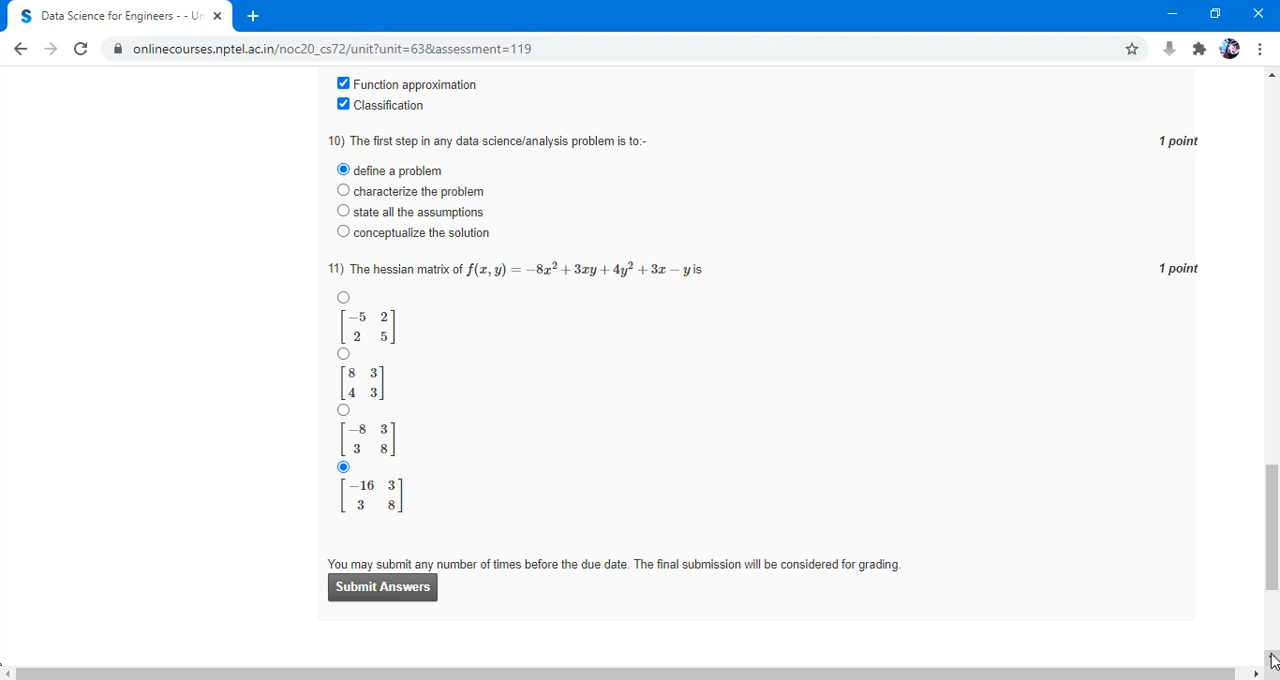 Data Science for Engineers - - Un
onlinecourses.nptel.ac.in/noc20_cs72/unit?unit=63&assessment=119
Function approximation
Classification
10) The first step in any data science/analysis problem is to:- 1 point
define a problem
characterize the problem
state all the assumptions
conceptualize the solution
11) The hessian matrix of f(x, y) = −8x² + 3xy + 4y² + 3x − y is 1 point
−5 2
2 5
8 3
4 3
−8 3
3 8
−16 3
3 8
You may submit any number of times before the due date. The final submission will be considered for grading.
Submit Answers